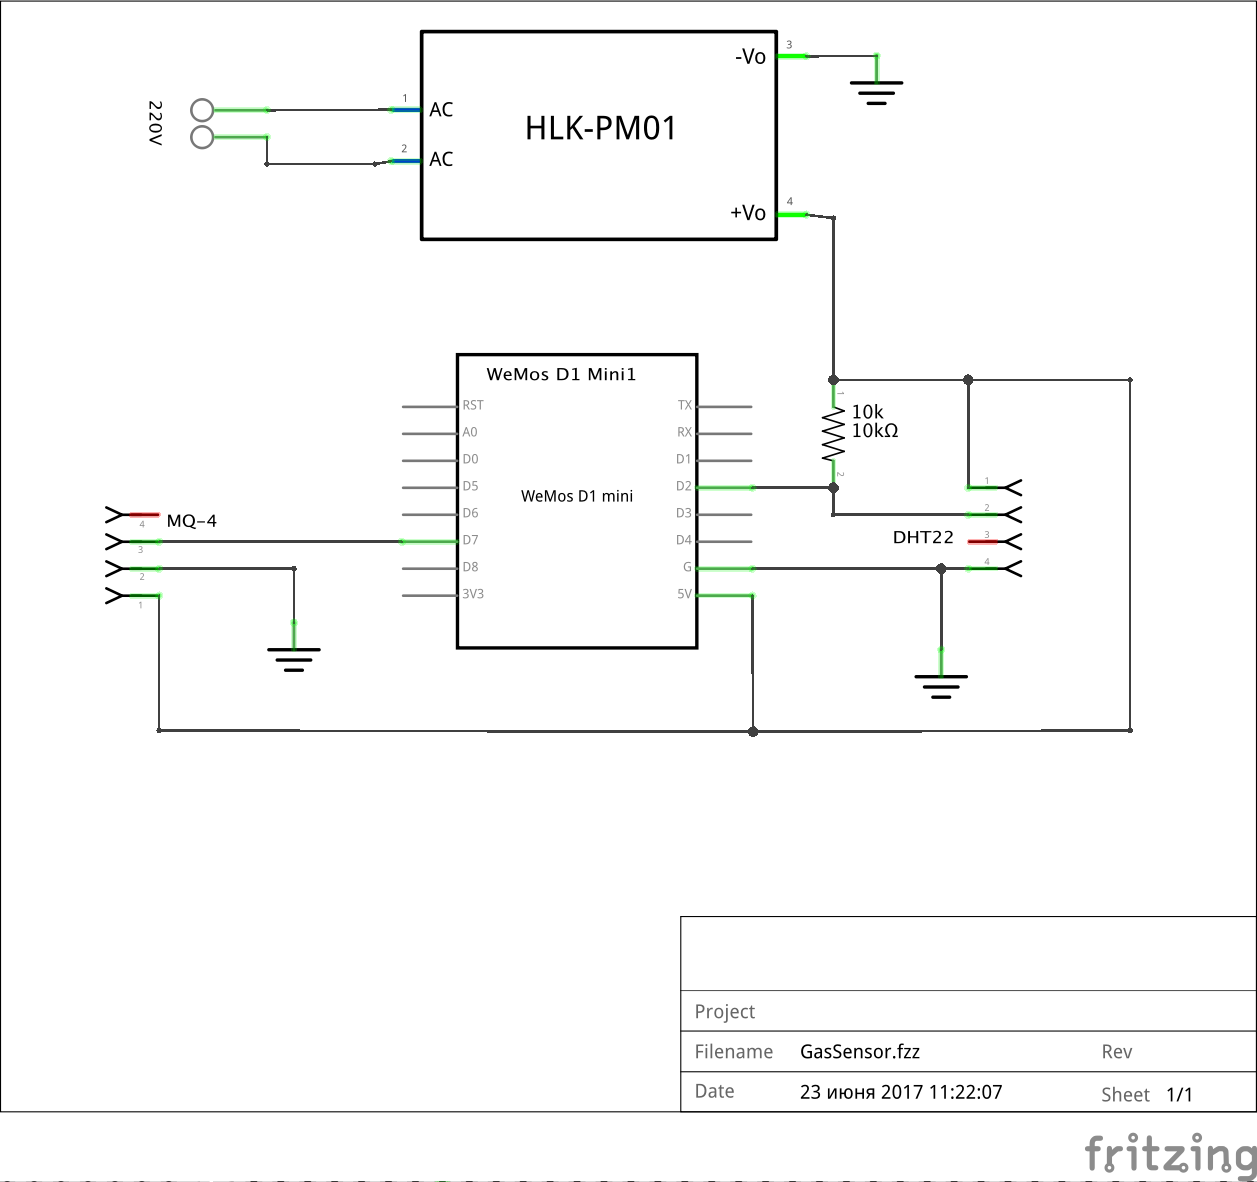 220V
1
AC
2
AC
HLK-PM01
-Vo
3
+Vo
4
WeMos D1 Mini1
WeMos D1 mini
RST
A0
D0
D5
D6
D7
D8
3V3
TX
RX
D1
D2
D3
D4
G
5V
1
10k
10kΩ
2
MQ-4
4
3
2
1
DHT22
1
2
3
4
Project
Filename GasSensor.fzz Rev
Date 23 июня 2017 11:22:07 Sheet 1/1
fritzing